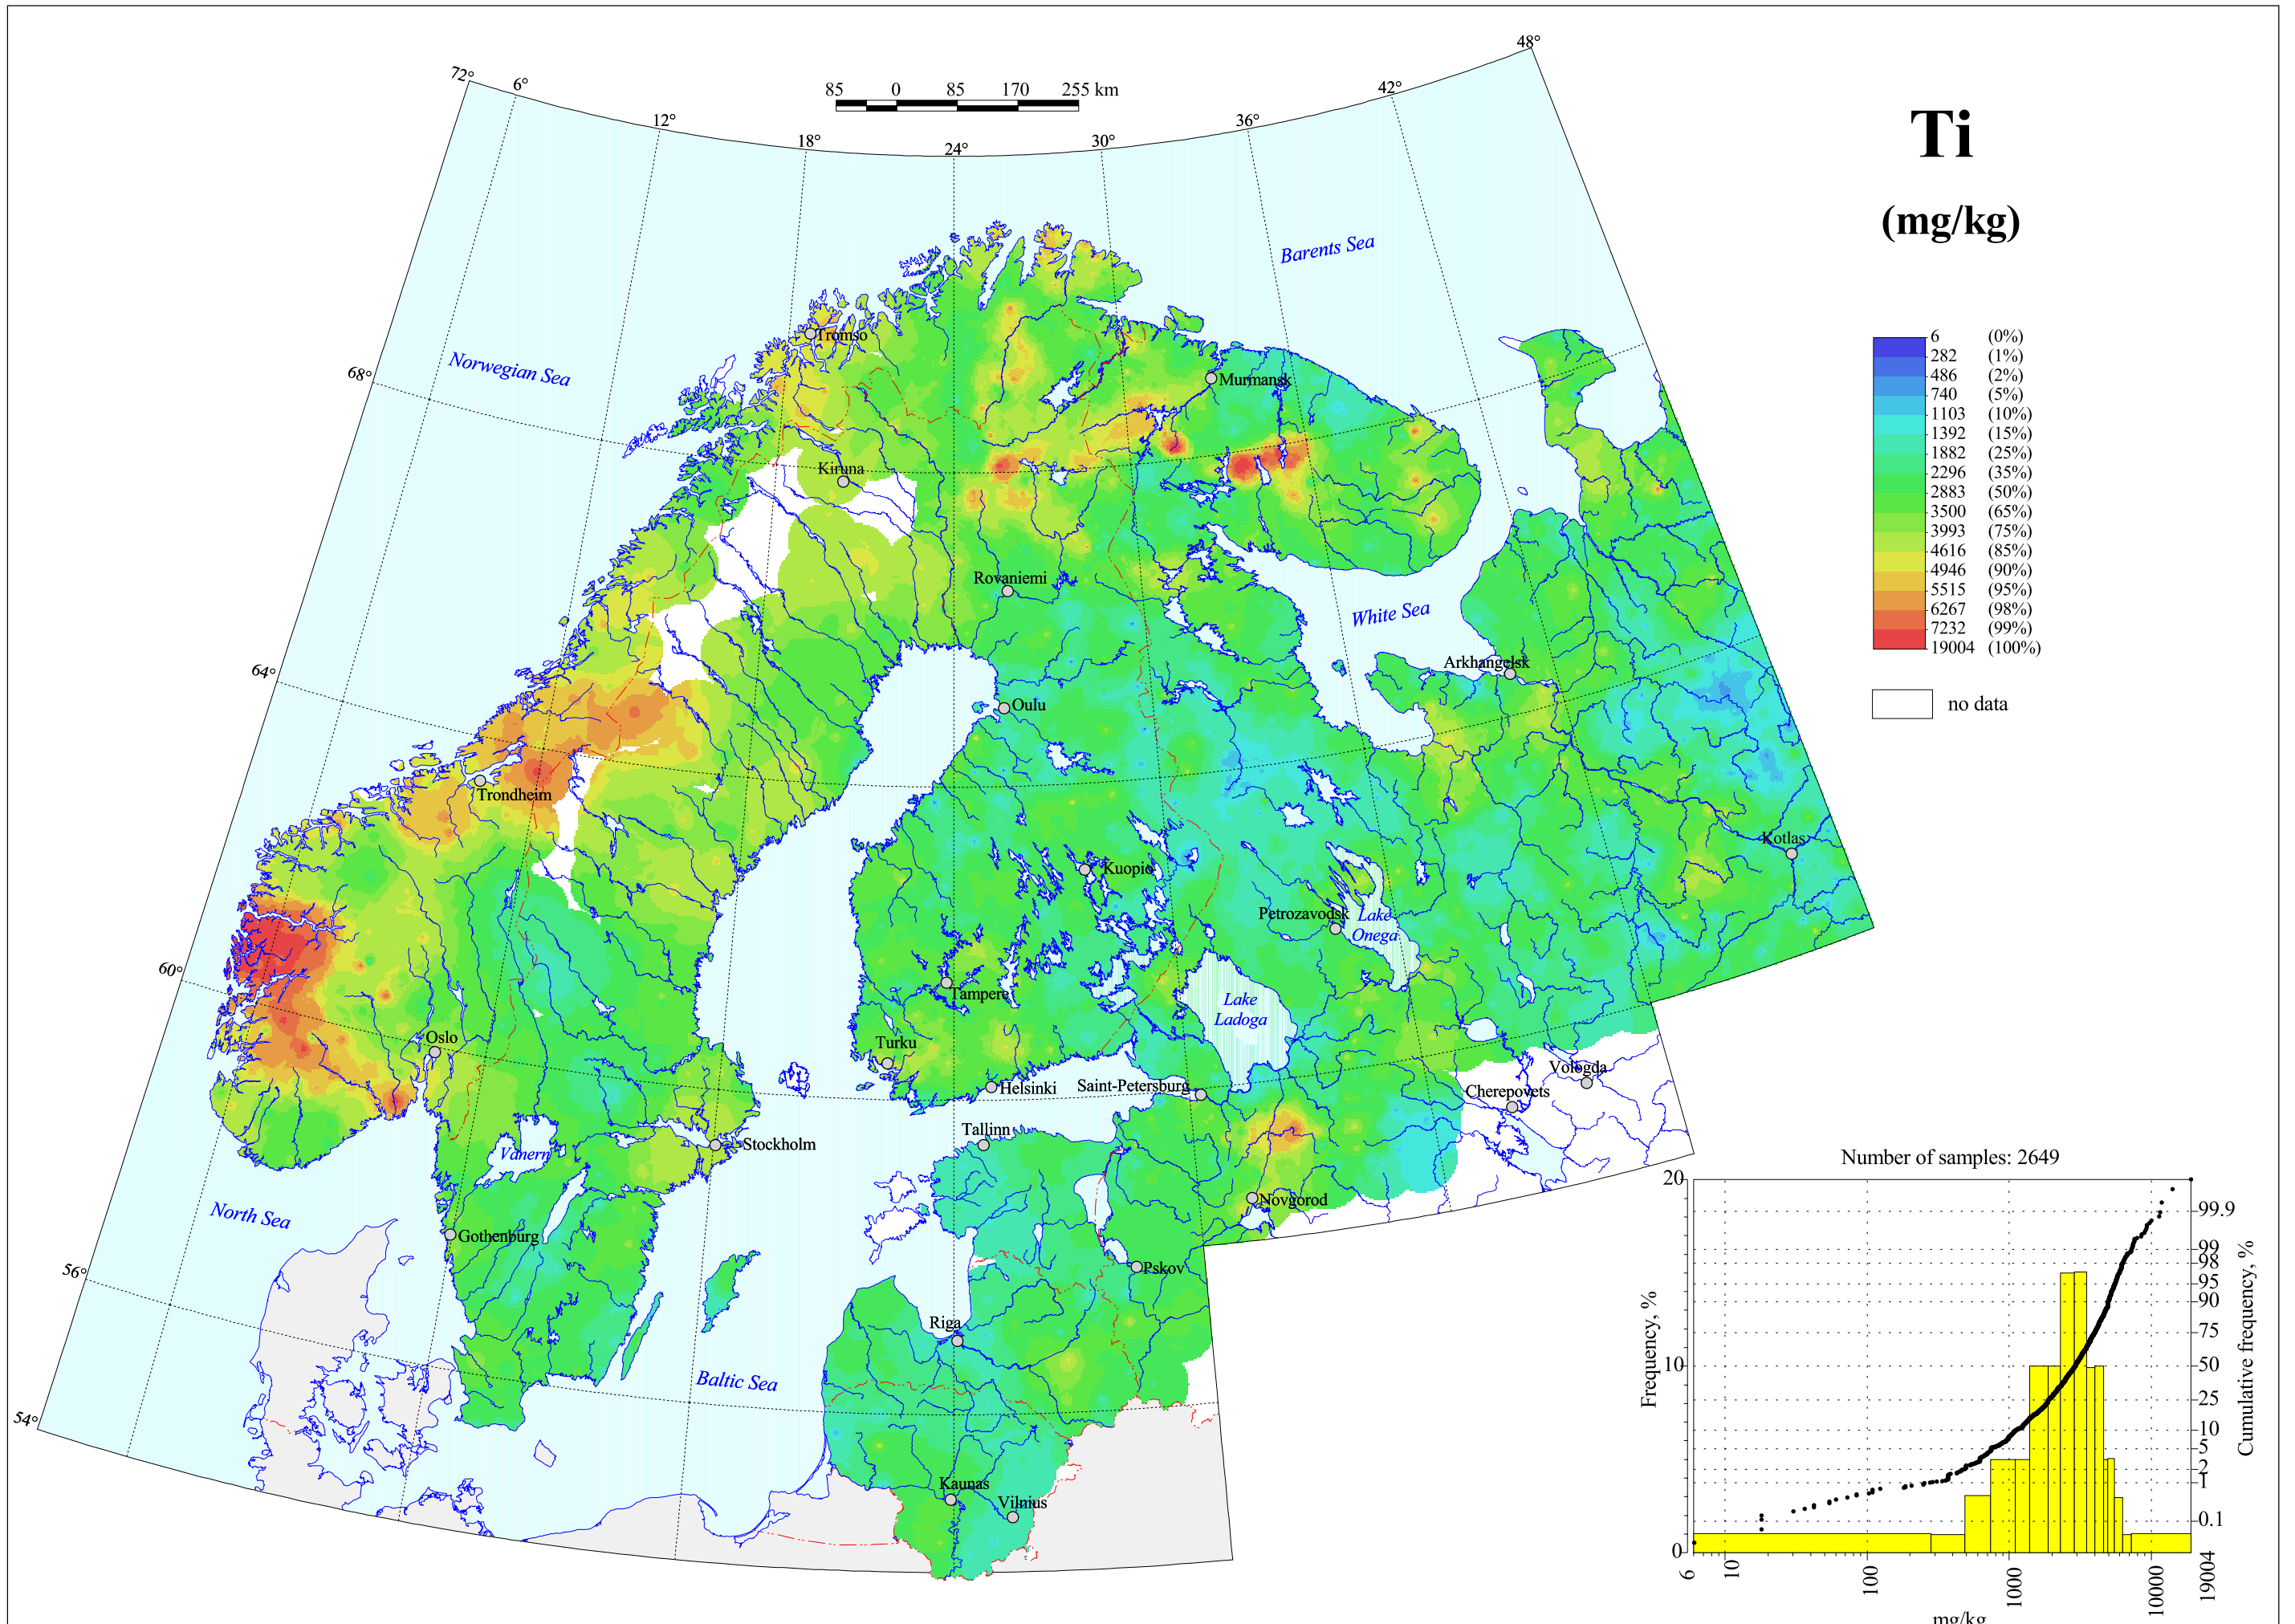 72°
6°
12°
18°
24°
30°
36°
42°
48°
85 0 85 170 255 km
Ti
(mg/kg)
Barents Sea
Norwegian Sea
68°
Tromso
Murmansk
Kiruna
Rovaniemi
White Sea
Arkhangelsk
64°
Oulu
Trondheim
Kotlas
Kuopio
Petrozavodsk
Lake
Onega
60°
Tampere
Lake
Ladoga
Oslo
Turku
Helsinki
Saint-Petersburg
Vologda
Cherepovets
Tallinn
Stockholm
Vanern
Novgorod
North Sea
Gothenburg
Pskov
56°
Riga
Baltic Sea
54°
Kaunas
Vilnius
6 (0%)
282 (1%)
486 (2%)
740 (5%)
1103 (10%)
1392 (15%)
1882 (25%)
2296 (35%)
2883 (50%)
3500 (65%)
3993 (75%)
4616 (85%)
4946 (90%)
5515 (95%)
6267 (98%)
7232 (99%)
19004 (100%)
no data
Number of samples: 2649
Frequency, %
20
10
0
99.9
99
98
95
90
75
50
25
10
5
2
1
0.1
Cumulative frequency, %
6
10
100
1000
10000
19004
mg/kg